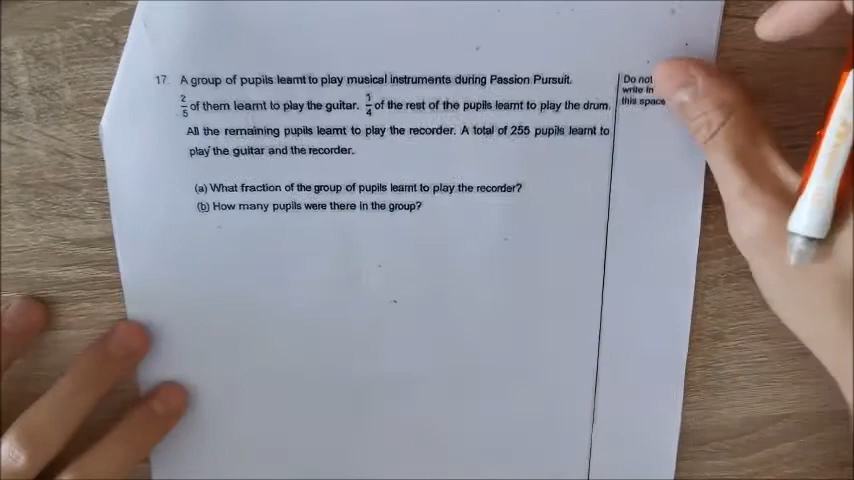 17. A group of pupils learnt to play musical instruments during Passion Pursuit.
2/5 of them learnt to play the guitar. 1/4 of the rest of the pupils learnt to play the drum.
All the remaining pupils learnt to play the recorder. A total of 255 pupils learnt to
play the guitar and the recorder.
(a) What fraction of the group of pupils learnt to play the recorder?
(b) How many pupils were there in the group?
Do not
write in
this space